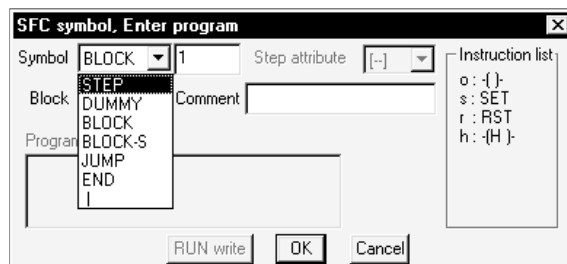 SFC symbol, Enter program
Symbol BLOCK 1 Step attribute [--]
Instruction list
o : -( )-
s : SET
r : RST
h : -(H )-
Block Comment
STEP
DUMMY
BLOCK
BLOCK-S
JUMP
END
|
Program
RUN write OK Cancel